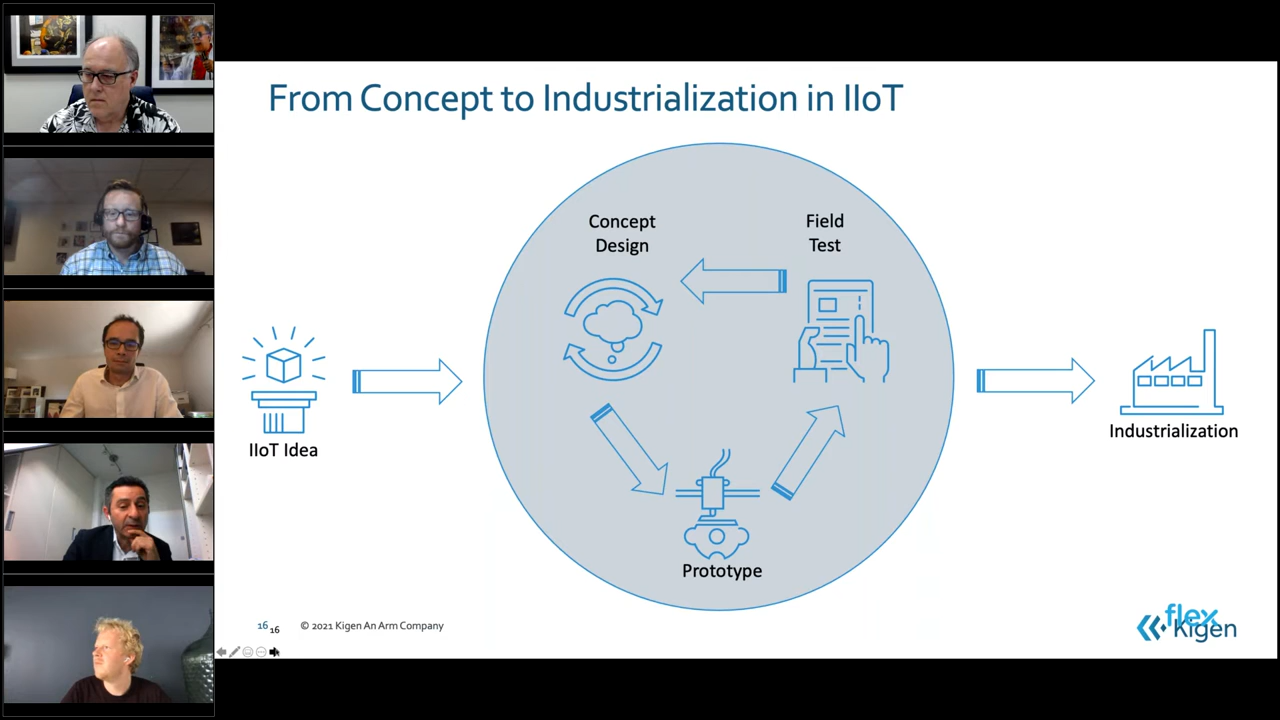 From Concept to Industrialization in IIoT
Concept
Design
Field
Test
IIoT Idea
Industrialization
Prototype
16 16 © 2021 Kigen An Arm Company
flex
Kigen